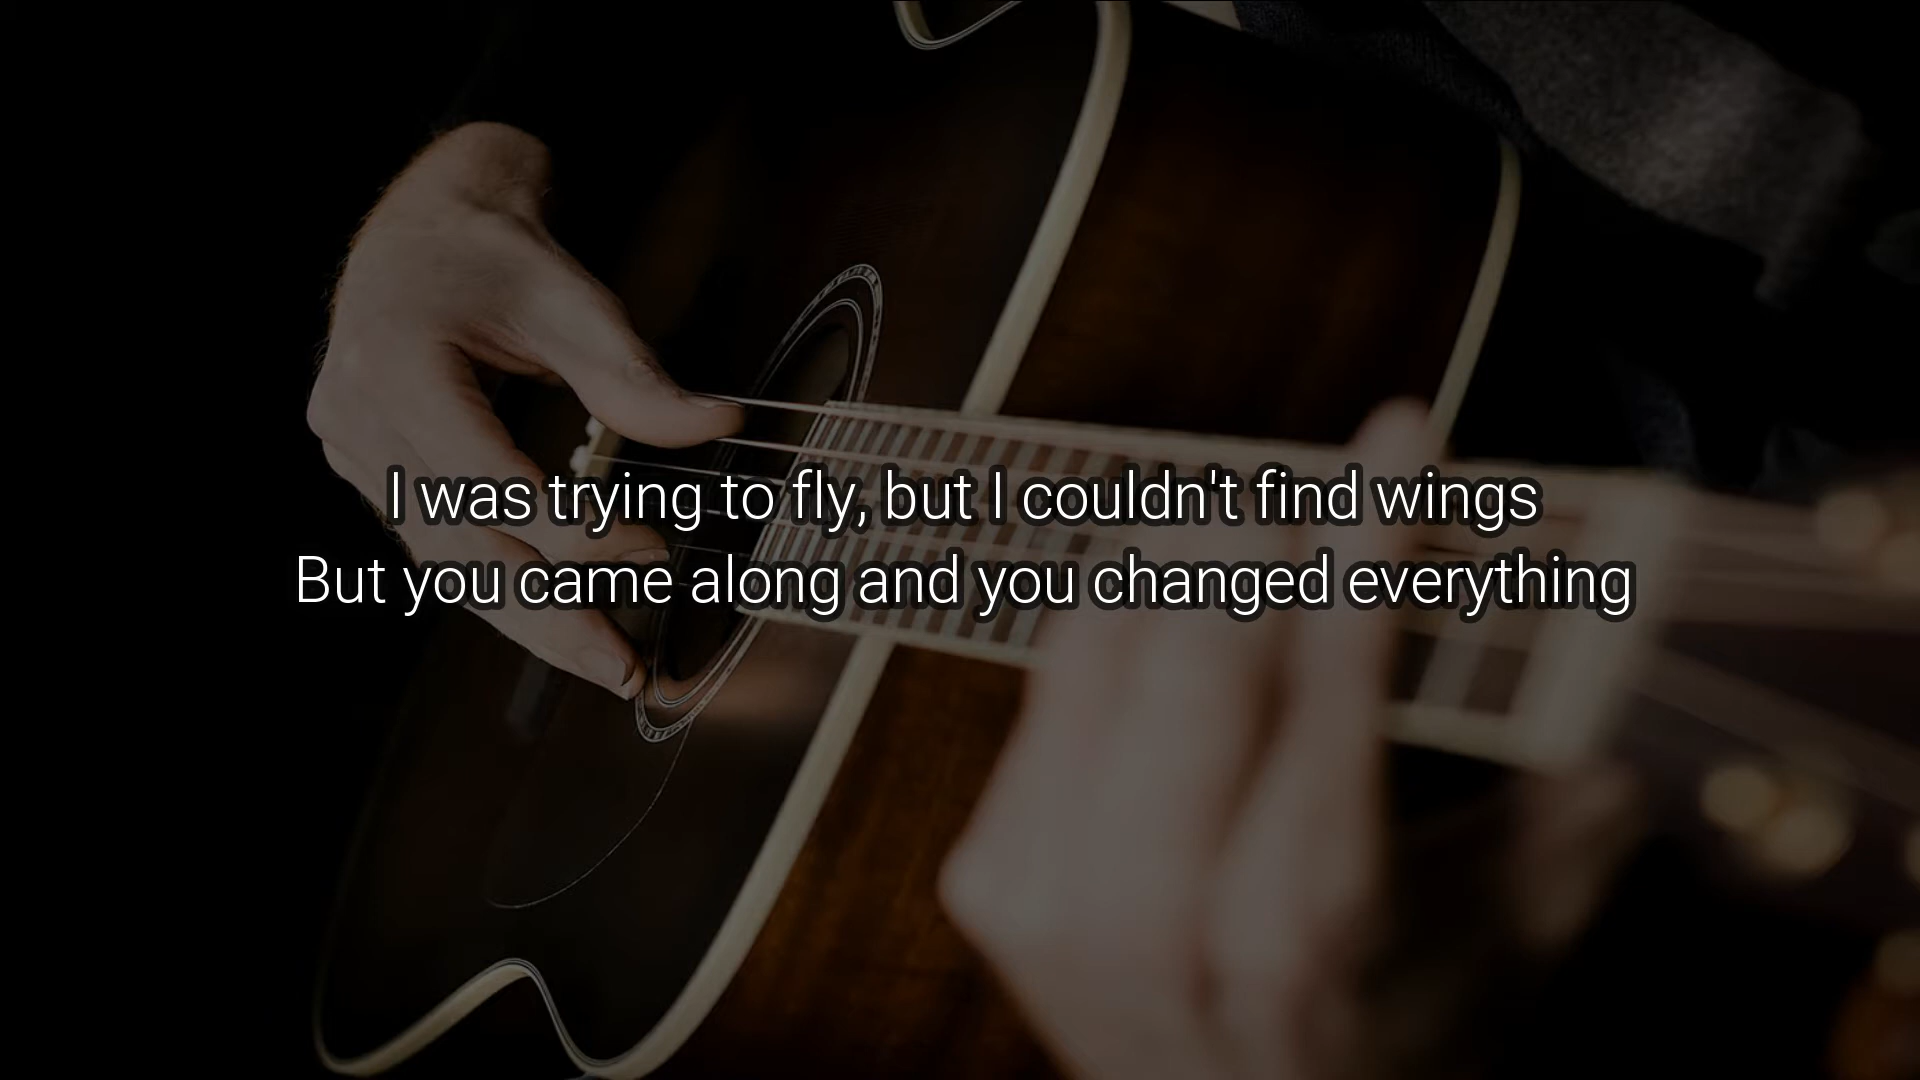 I was trying to fly, but I couldn't find wings
But you came along and you changed everything